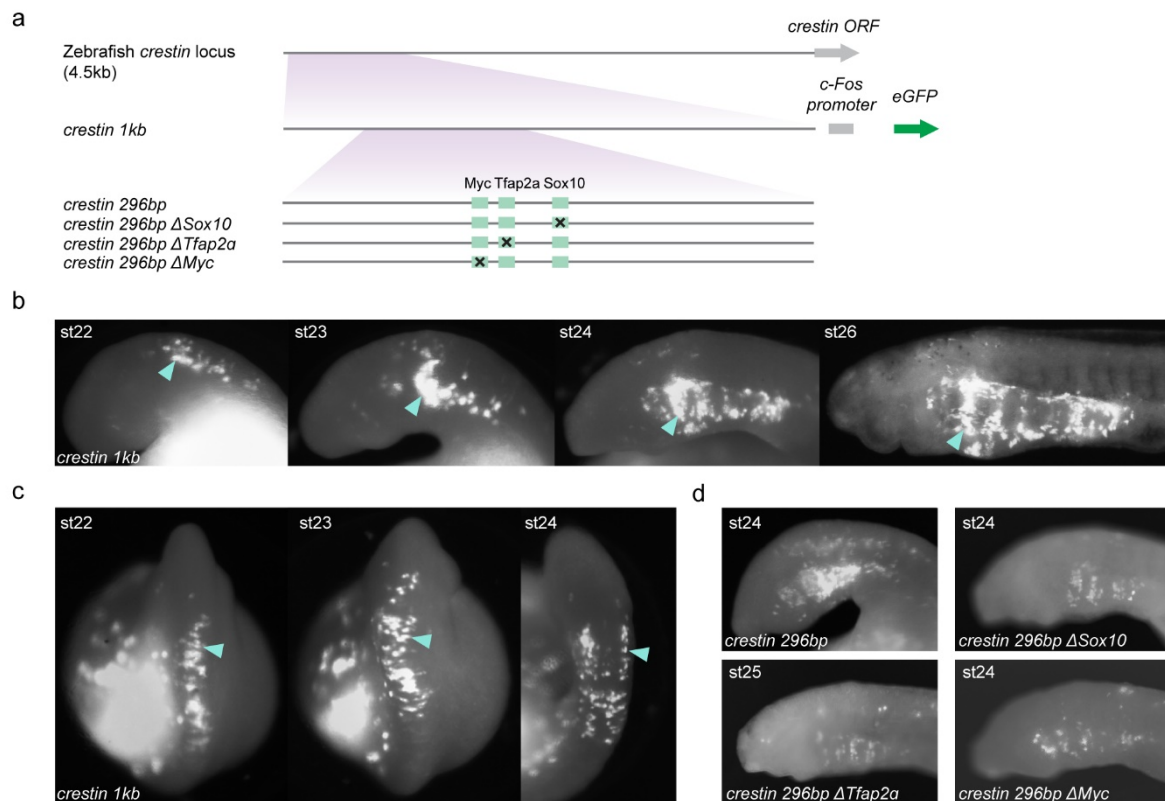 a
Zebrafish crestin locus
(4.5kb)
crestin ORF
c-Fos
promoter
eGFP
crestin 1kb
Myc Tfap2a Sox10
crestin 296bp
crestin 296bp ΔSox10
crestin 296bp ΔTfap2a
crestin 296bp ΔMyc
b
st22
st23
st24
st26
crestin 1kb
c
st22
st23
st24
crestin 1kb
d
st24
st24
crestin 296bp
crestin 296bp ΔSox10
st25
st24
crestin 296bp ΔTfap2a
crestin 296bp ΔMyc